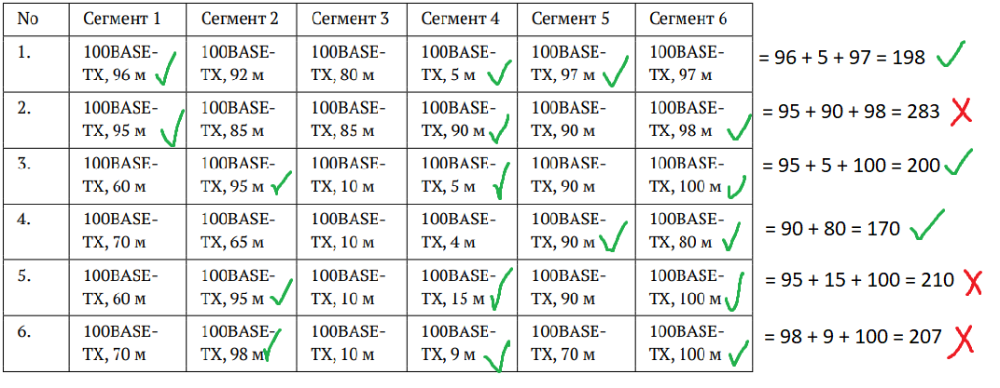 No Сегмент 1 Сегмент 2 Сегмент 3 Сегмент 4 Сегмент 5 Сегмент 6
1. 100BASE- 100BASE- 100BASE- 100BASE- 100BASE- 100BASE-
TX, 96 м TX, 92 м TX, 80 м TX, 5 м TX, 97 м TX, 97 м = 96 + 5 + 97 = 198
2. 100BASE- 100BASE- 100BASE- 100BASE- 100BASE- 100BASE-
TX, 95 м TX, 85 м TX, 85 м TX, 90 м TX, 90 м TX, 98 м = 95 + 90 + 98 = 283
3. 100BASE- 100BASE- 100BASE- 100BASE- 100BASE- 100BASE-
TX, 60 м TX, 95 м TX, 10 м TX, 5 м TX, 90 м TX, 100 м = 95 + 5 + 100 = 200
4. 100BASE- 100BASE- 100BASE- 100BASE- 100BASE- 100BASE-
TX, 70 м TX, 65 м TX, 10 м TX, 4 м TX, 90 м TX, 80 м = 90 + 80 = 170
5. 100BASE- 100BASE- 100BASE- 100BASE- 100BASE- 100BASE-
TX, 60 м TX, 95 м TX, 10 м TX, 15 м TX, 90 м TX, 100 м = 95 + 15 + 100 = 210
6. 100BASE- 100BASE- 100BASE- 100BASE- 100BASE- 100BASE-
TX, 70 м TX, 98 м TX, 10 м TX, 9 м TX, 70 м TX, 100 м = 98 + 9 + 100 = 207